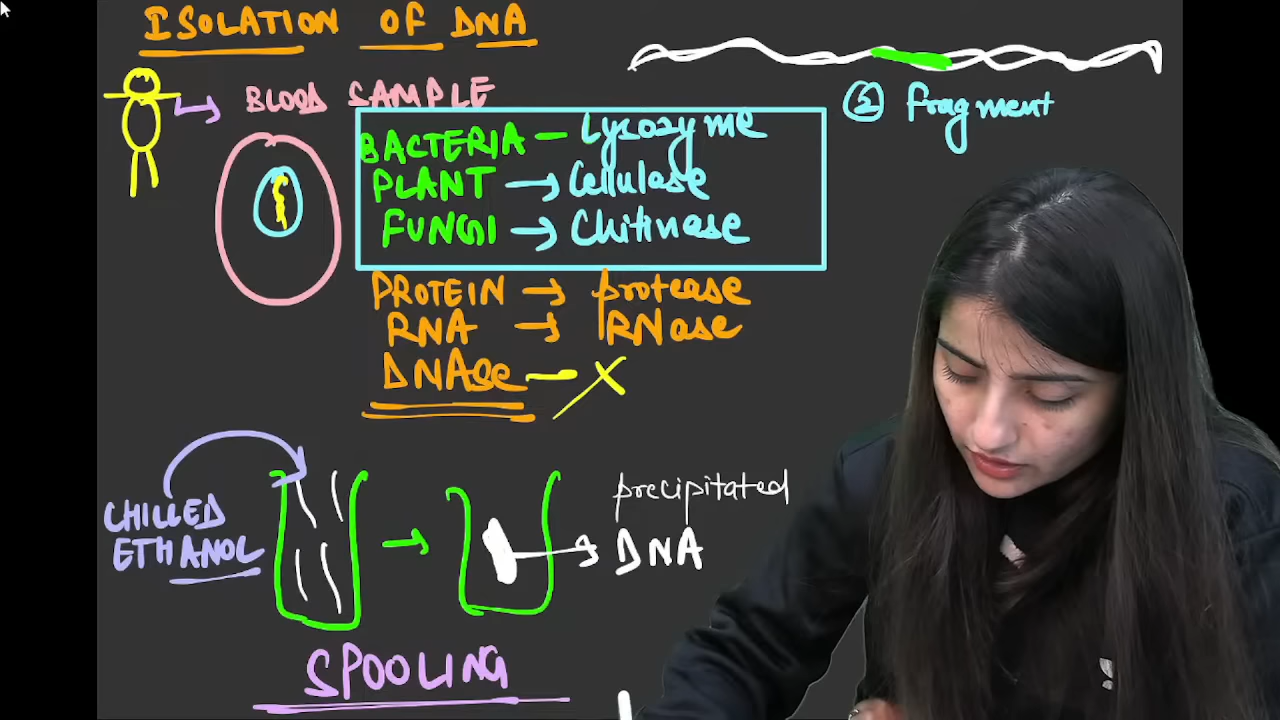 ISOLATION OF DNA
BLOOD SAMPLE
BACTERIA - Lysozyme
PLANT → Cellulase
FUNGI → Chitinase
PROTEIN → protease
RNA → RNase
DNAse - X
② fragment
CHILLED
ETHANOL
precipitated
DNA
SPOOLING